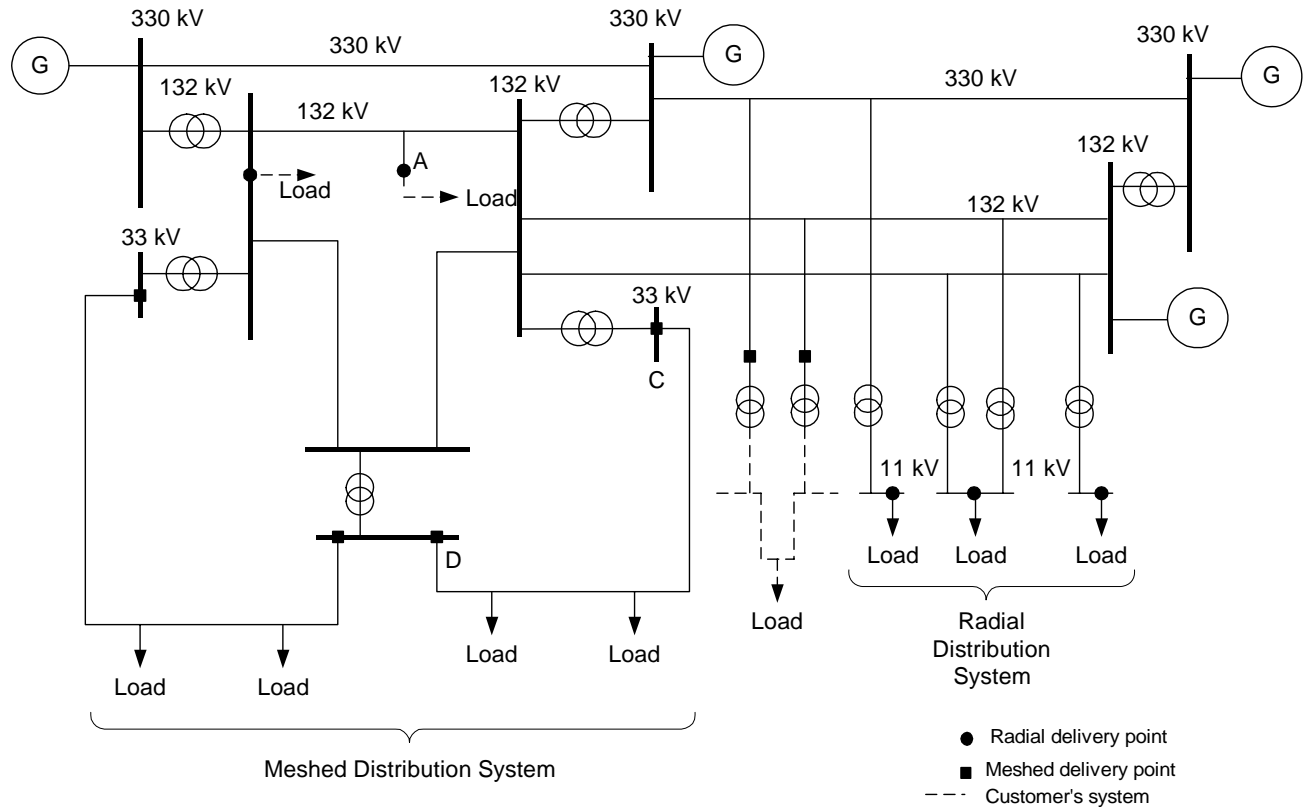 330 kV
330 kV
330 kV
330 kV
G
G
G
330 kV
132 kV
132 kV
132 kV
132 kV
A
Load
Load
132 kV
33 kV
33 kV
C
G
11 kV
11 kV
D
Load
Load
Load
Load
Load
Load
Load
Load
Radial
Distribution
System
Meshed Distribution System
Radial delivery point
Meshed delivery point
Customer's system